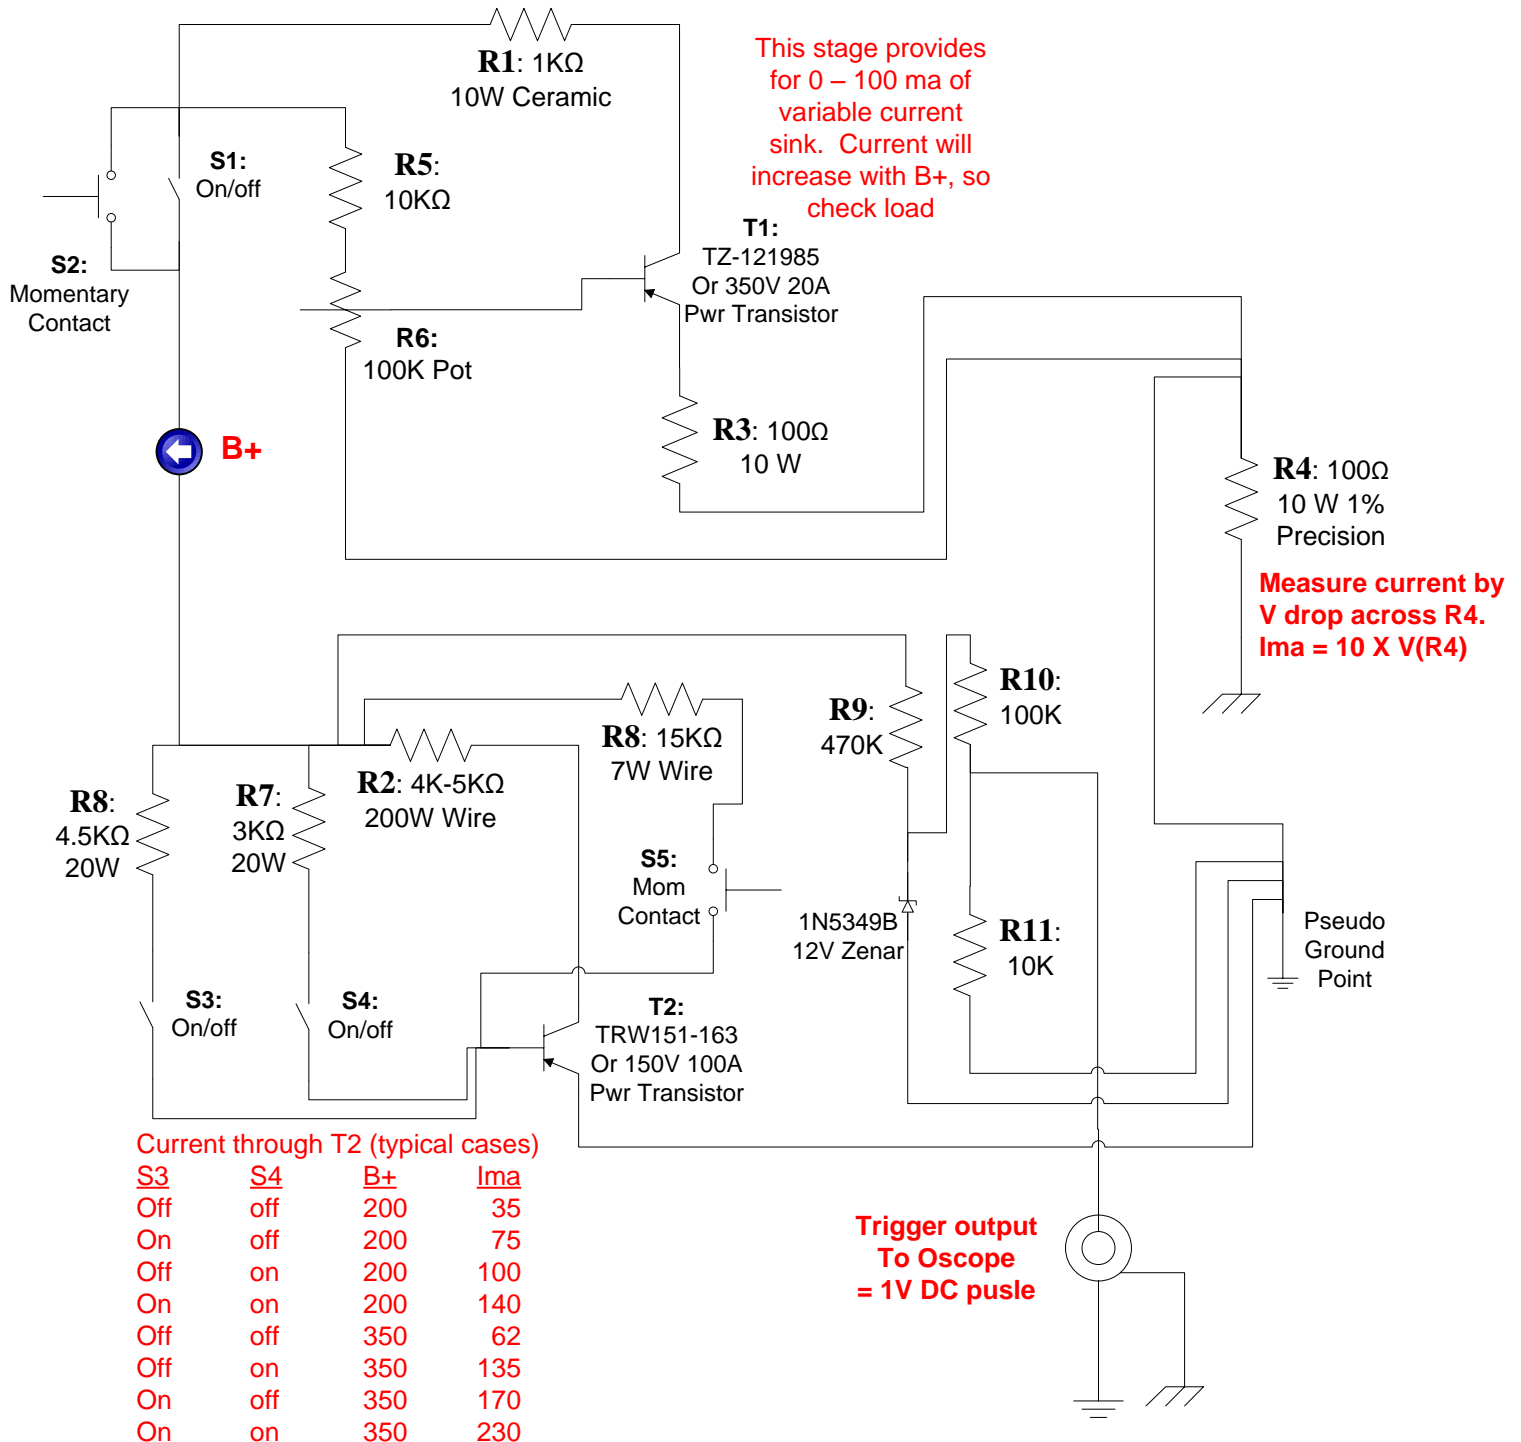 R1: 1KΩ
10W Ceramic
This stage provides
for 0 – 100 ma of
variable current
sink. Current will
increase with B+, so
check load
S1:
On/off
R5:
10KΩ
S2:
Momentary
Contact
T1:
TZ-121985
Or 350V 20A
Pwr Transistor
R6:
100K Pot
B+
R3: 100Ω
10 W
R4: 100Ω
10 W 1%
Precision
Measure current by
V drop across R4.
Ima = 10 X V(R4)
R10:
100K
R9:
470K
R8: 15KΩ
7W Wire
R2: 4K-5KΩ
200W Wire
R8:
4.5KΩ
20W
R7:
3KΩ
20W
S5:
Mom
Contact
1N5349B
12V Zenar
R11:
10K
Pseudo
Ground
Point
S3:
On/off
S4:
On/off
T2:
TRW151-163
Or 150V 100A
Pwr Transistor
Current through T2 (typical cases)
S3 S4 B+ Ima
Off off 200 35
On off 200 75
Off on 200 100
On on 200 140
Off off 350 62
Off on 350 135
On off 350 170
On on 350 230
Trigger output
To Oscope
= 1V DC pusle